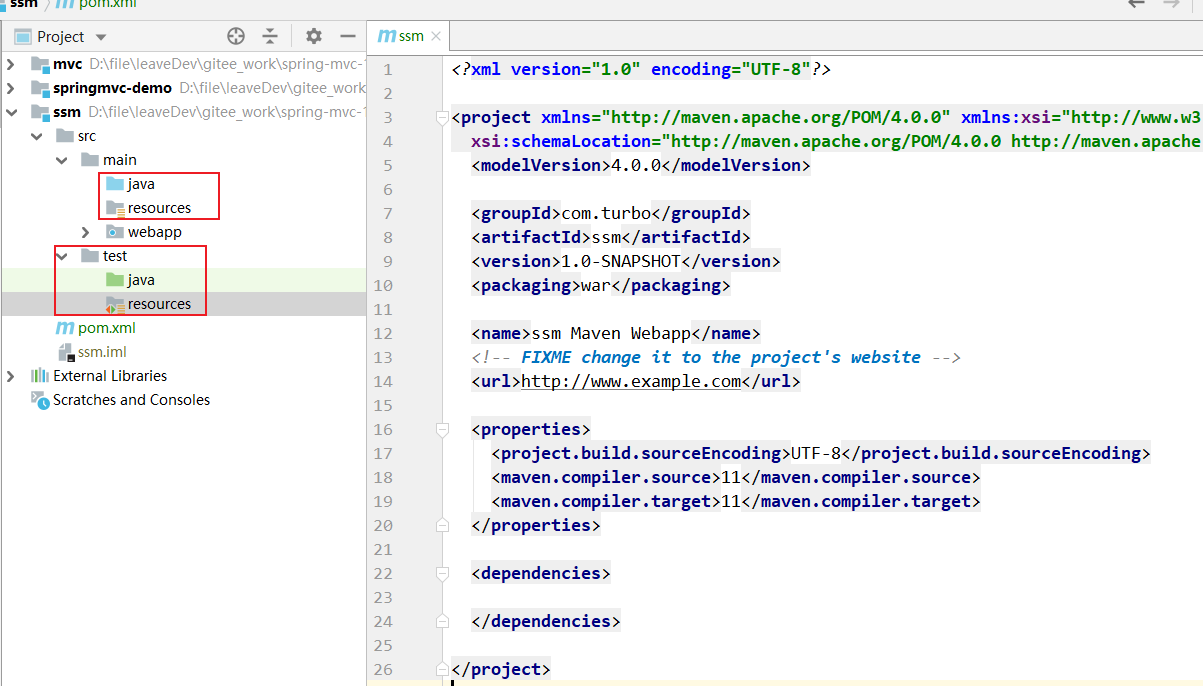 ssm pom.xml
Project
mvc D:\file\leaveDev\gitee_work\spring-mvc-
springmvc-demo D:\file\leaveDev\gitee_work
ssm D:\file\leaveDev\gitee_work\spring-mvc-
src
main
java
resources
webapp
test
java
resources
pom.xml
ssm.iml
External Libraries
Scratches and Consoles
ssm
1 <?xml version="1.0" encoding="UTF-8"?>
2
3 <project xmlns="http://maven.apache.org/POM/4.0.0" xmlns:xsi="http://www.w3
4 xsi:schemaLocation="http://maven.apache.org/POM/4.0.0 http://maven.apache
5 <modelVersion>4.0.0</modelVersion>
6
7 <groupId>com.turbo</groupId>
8 <artifactId>ssm</artifactId>
9 <version>1.0-SNAPSHOT</version>
10 <packaging>war</packaging>
11
12 <name>ssm Maven Webapp</name>
13 <!-- FIXME change it to the project's website -->
14 <url>http://www.example.com</url>
15
16 <properties>
17 <project.build.sourceEncoding>UTF-8</project.build.sourceEncoding>
18 <maven.compiler.source>11</maven.compiler.source>
19 <maven.compiler.target>11</maven.compiler.target>
20 </properties>
21
22 <dependencies>
23
24 </dependencies>
25
26 </project>